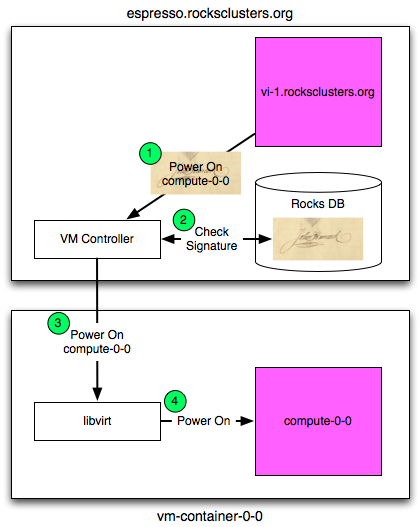 espresso.rocksclusters.org
vi-1.rocksclusters.org
1
Power On
compute-0-0
Rocks DB
2
Check
Signature
VM Controller
3
Power On
compute-0-0
libvirt
4
Power On
compute-0-0
vm-container-0-0